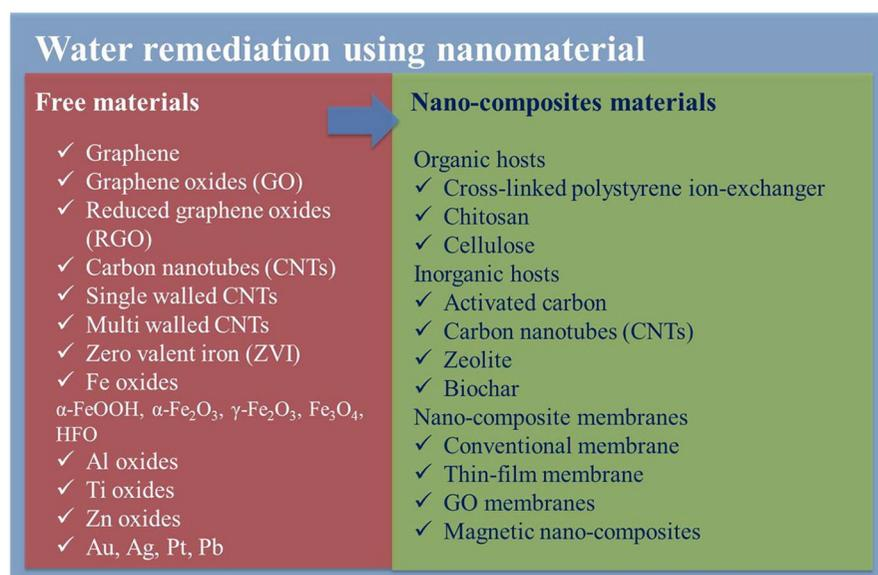 Water remediation using nanomaterial
Free materials
✓ Graphene
✓ Graphene oxides (GO)
✓ Reduced graphene oxides
(RGO)
✓ Carbon nanotubes (CNTs)
✓ Single walled CNTs
✓ Multi walled CNTs
✓ Zero valent iron (ZVI)
✓ Fe oxides
α-FeOOH, α-Fe₂O₃, γ-Fe₂O₃, Fe₃O₄,
HFO
✓ Al oxides
✓ Ti oxides
✓ Zn oxides
✓ Au, Ag, Pt, Pb
Nano-composites materials
Organic hosts
✓ Cross-linked polystyrene ion-exchanger
✓ Chitosan
✓ Cellulose
Inorganic hosts
✓ Activated carbon
✓ Carbon nanotubes (CNTs)
✓ Zeolite
✓ Biochar
Nano-composite membranes
✓ Conventional membrane
✓ Thin-film membrane
✓ GO membranes
✓ Magnetic nano-composites